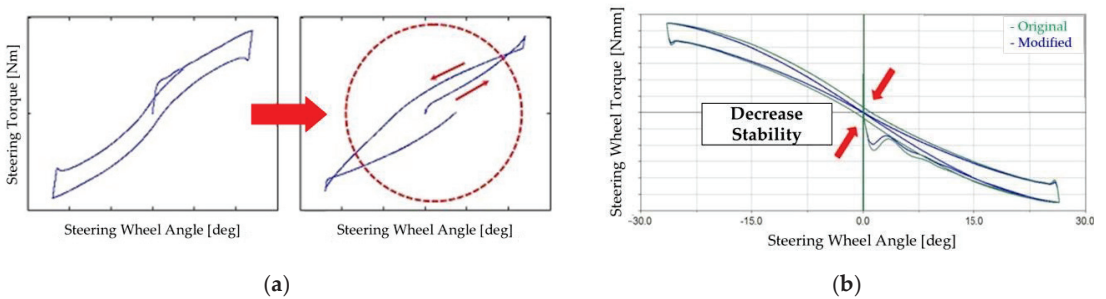 Steering Torque [Nm]
Steering Wheel Angle [deg]
Steering Wheel Angle [deg]
(a)
Steering Wheel Torque [Nmm]
- Original
- Modified
Decrease
Stability
-30.0
-15.0
0.0
15.0
30.0
Steering Wheel Angle [deg]
(b)